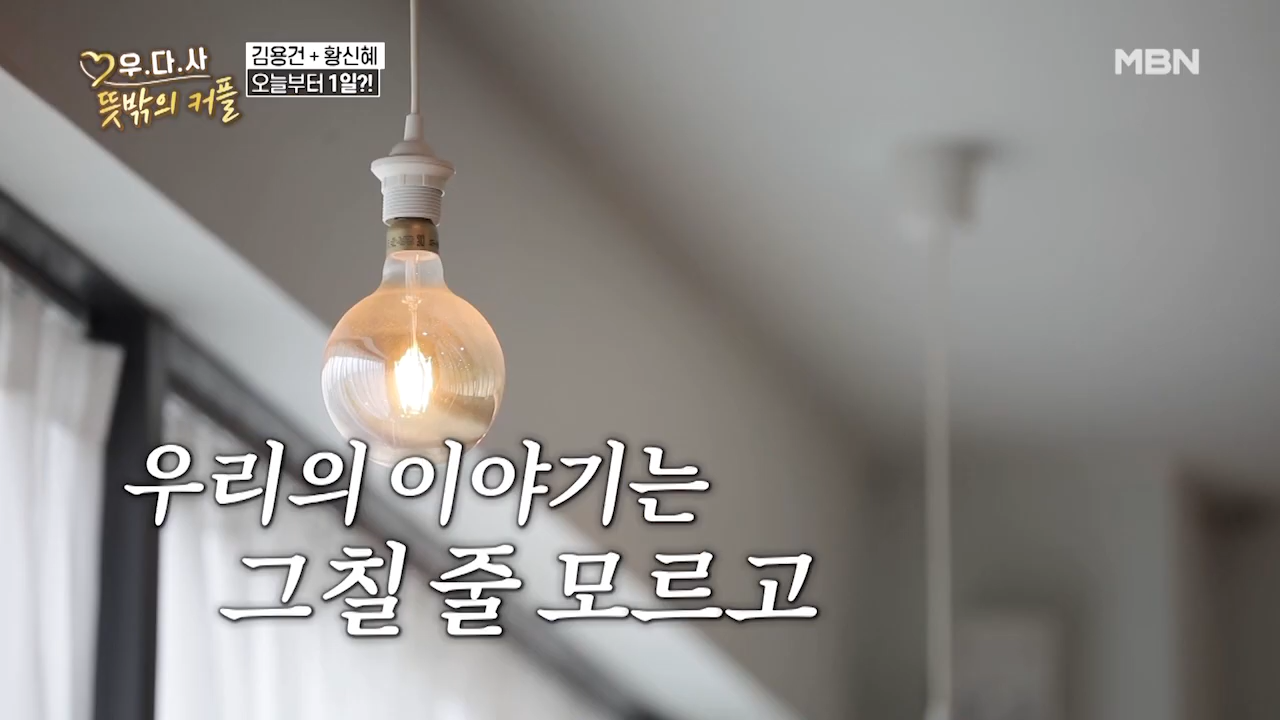 우.다.사
뜻밖의 커플
김용건 + 황신혜
오늘부터 1일?!
MBN
우리의 이야기는
그칠 줄 모르고